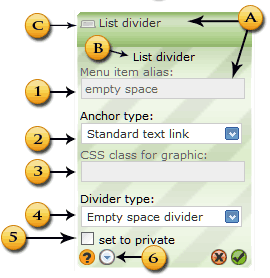 C List divider A
B List divider
Menu item alias:
1 empty space
Anchor type:
2 Standard text link
CSS class for graphic:
3
Divider type:
4 Empty space divider
5 set to private
? 6